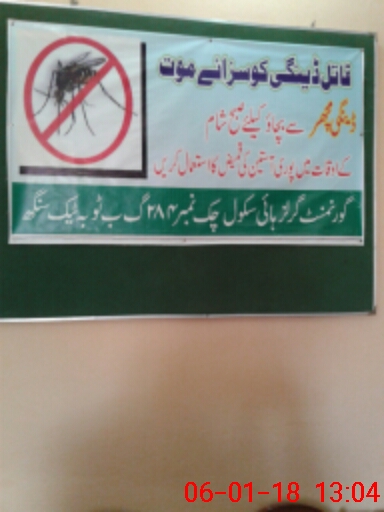 قاتل ڈینگی کو سزائے موت
ڈینگی مچھر سے بچاؤ کیلئے صبح شام
کے اوقات میں پوری آستین کی قمیض کا استعمال کریں
گورنمنٹ گرلز ہائی سکول چک نمبر ۲۸۴ گ ب ٹوبہ ٹیک سنگھ
06-01-18 13:04